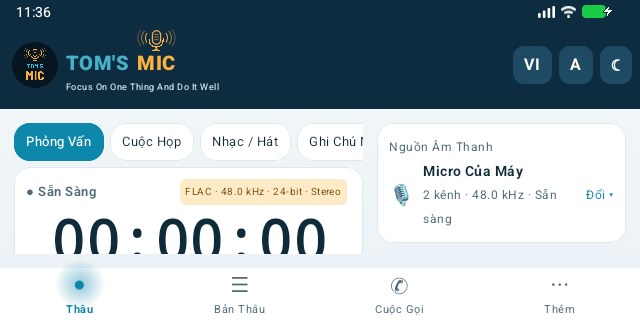 11:36
TOM'S MIC
TOM'S
MIC
Focus On One Thing And Do It Well
VI
A
Phỏng Vấn
Cuộc Họp
Nhạc / Hát
Ghi Chú
Sẵn Sàng
FLAC · 48.0 kHz · 24-bit · Stereo
00:00:00
Nguồn Âm Thanh
Micro Của Máy
2 kênh · 48.0 kHz · Sẵn
sàng
Đổi
Thâu
Bản Thâu
Cuộc Gọi
Thêm